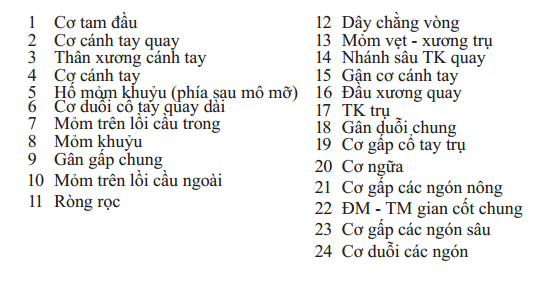 1 Cơ tam đầu
2 Cơ cánh tay quay
3 Thân xương cánh tay
4 Cơ cánh tay
5 Hố mỏm khuỷu (phía sau mô mỡ)
6 Cơ duỗi cổ tay quay dài
7 Mỏm trên lồi cầu trong
8 Mỏm khuỷu
9 Gân gấp chung
10 Mỏm trên lồi cầu ngoài
11 Ròng rọc
12 Dây chằng vòng
13 Mỏm vẹt - xương trụ
14 Nhánh sâu TK quay
15 Gận cơ cánh tay
16 Đầu xương quay
17 TK trụ
18 Gân duỗi chung
19 Cơ gấp cổ tay trụ
20 Cơ ngữa
21 Cơ gấp các ngón nông
22 ĐM - TM gian cốt chung
23 Cơ gấp các ngón sâu
24 Cơ duỗi các ngón